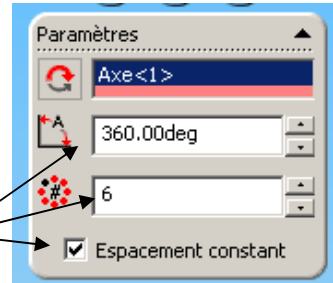 Paramètres
Axe<1>
A
360.00deg
#
6
Espacement constant